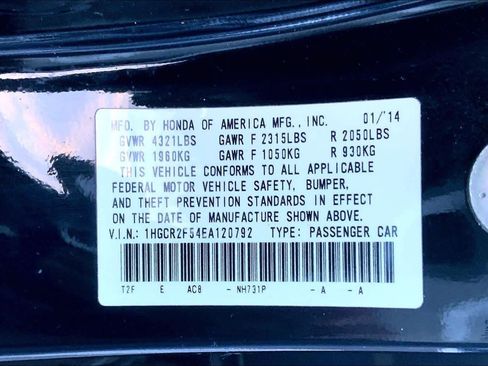 MFD. BY HONDA OF AMERICA MFG., INC. 01/'14
GVWR 4321LBS GAWR F 2315LBS R 2050LBS
GVWR 1960KG GAWR F 1050KG R 930KG
THIS VEHICLE CONFORMS TO ALL APPLICABLE
FEDERAL MOTOR VEHICLE SAFETY, BUMPER,
AND THEFT PREVENTION STANDARDS IN EFFECT
ON THE DATE OF MANUFACTURE SHOWN ABOVE.
V.I.N.: 1HGCR2F54EA120792 TYPE: PASSENGER CAR
T2F E AC8 - NH731P - A - A